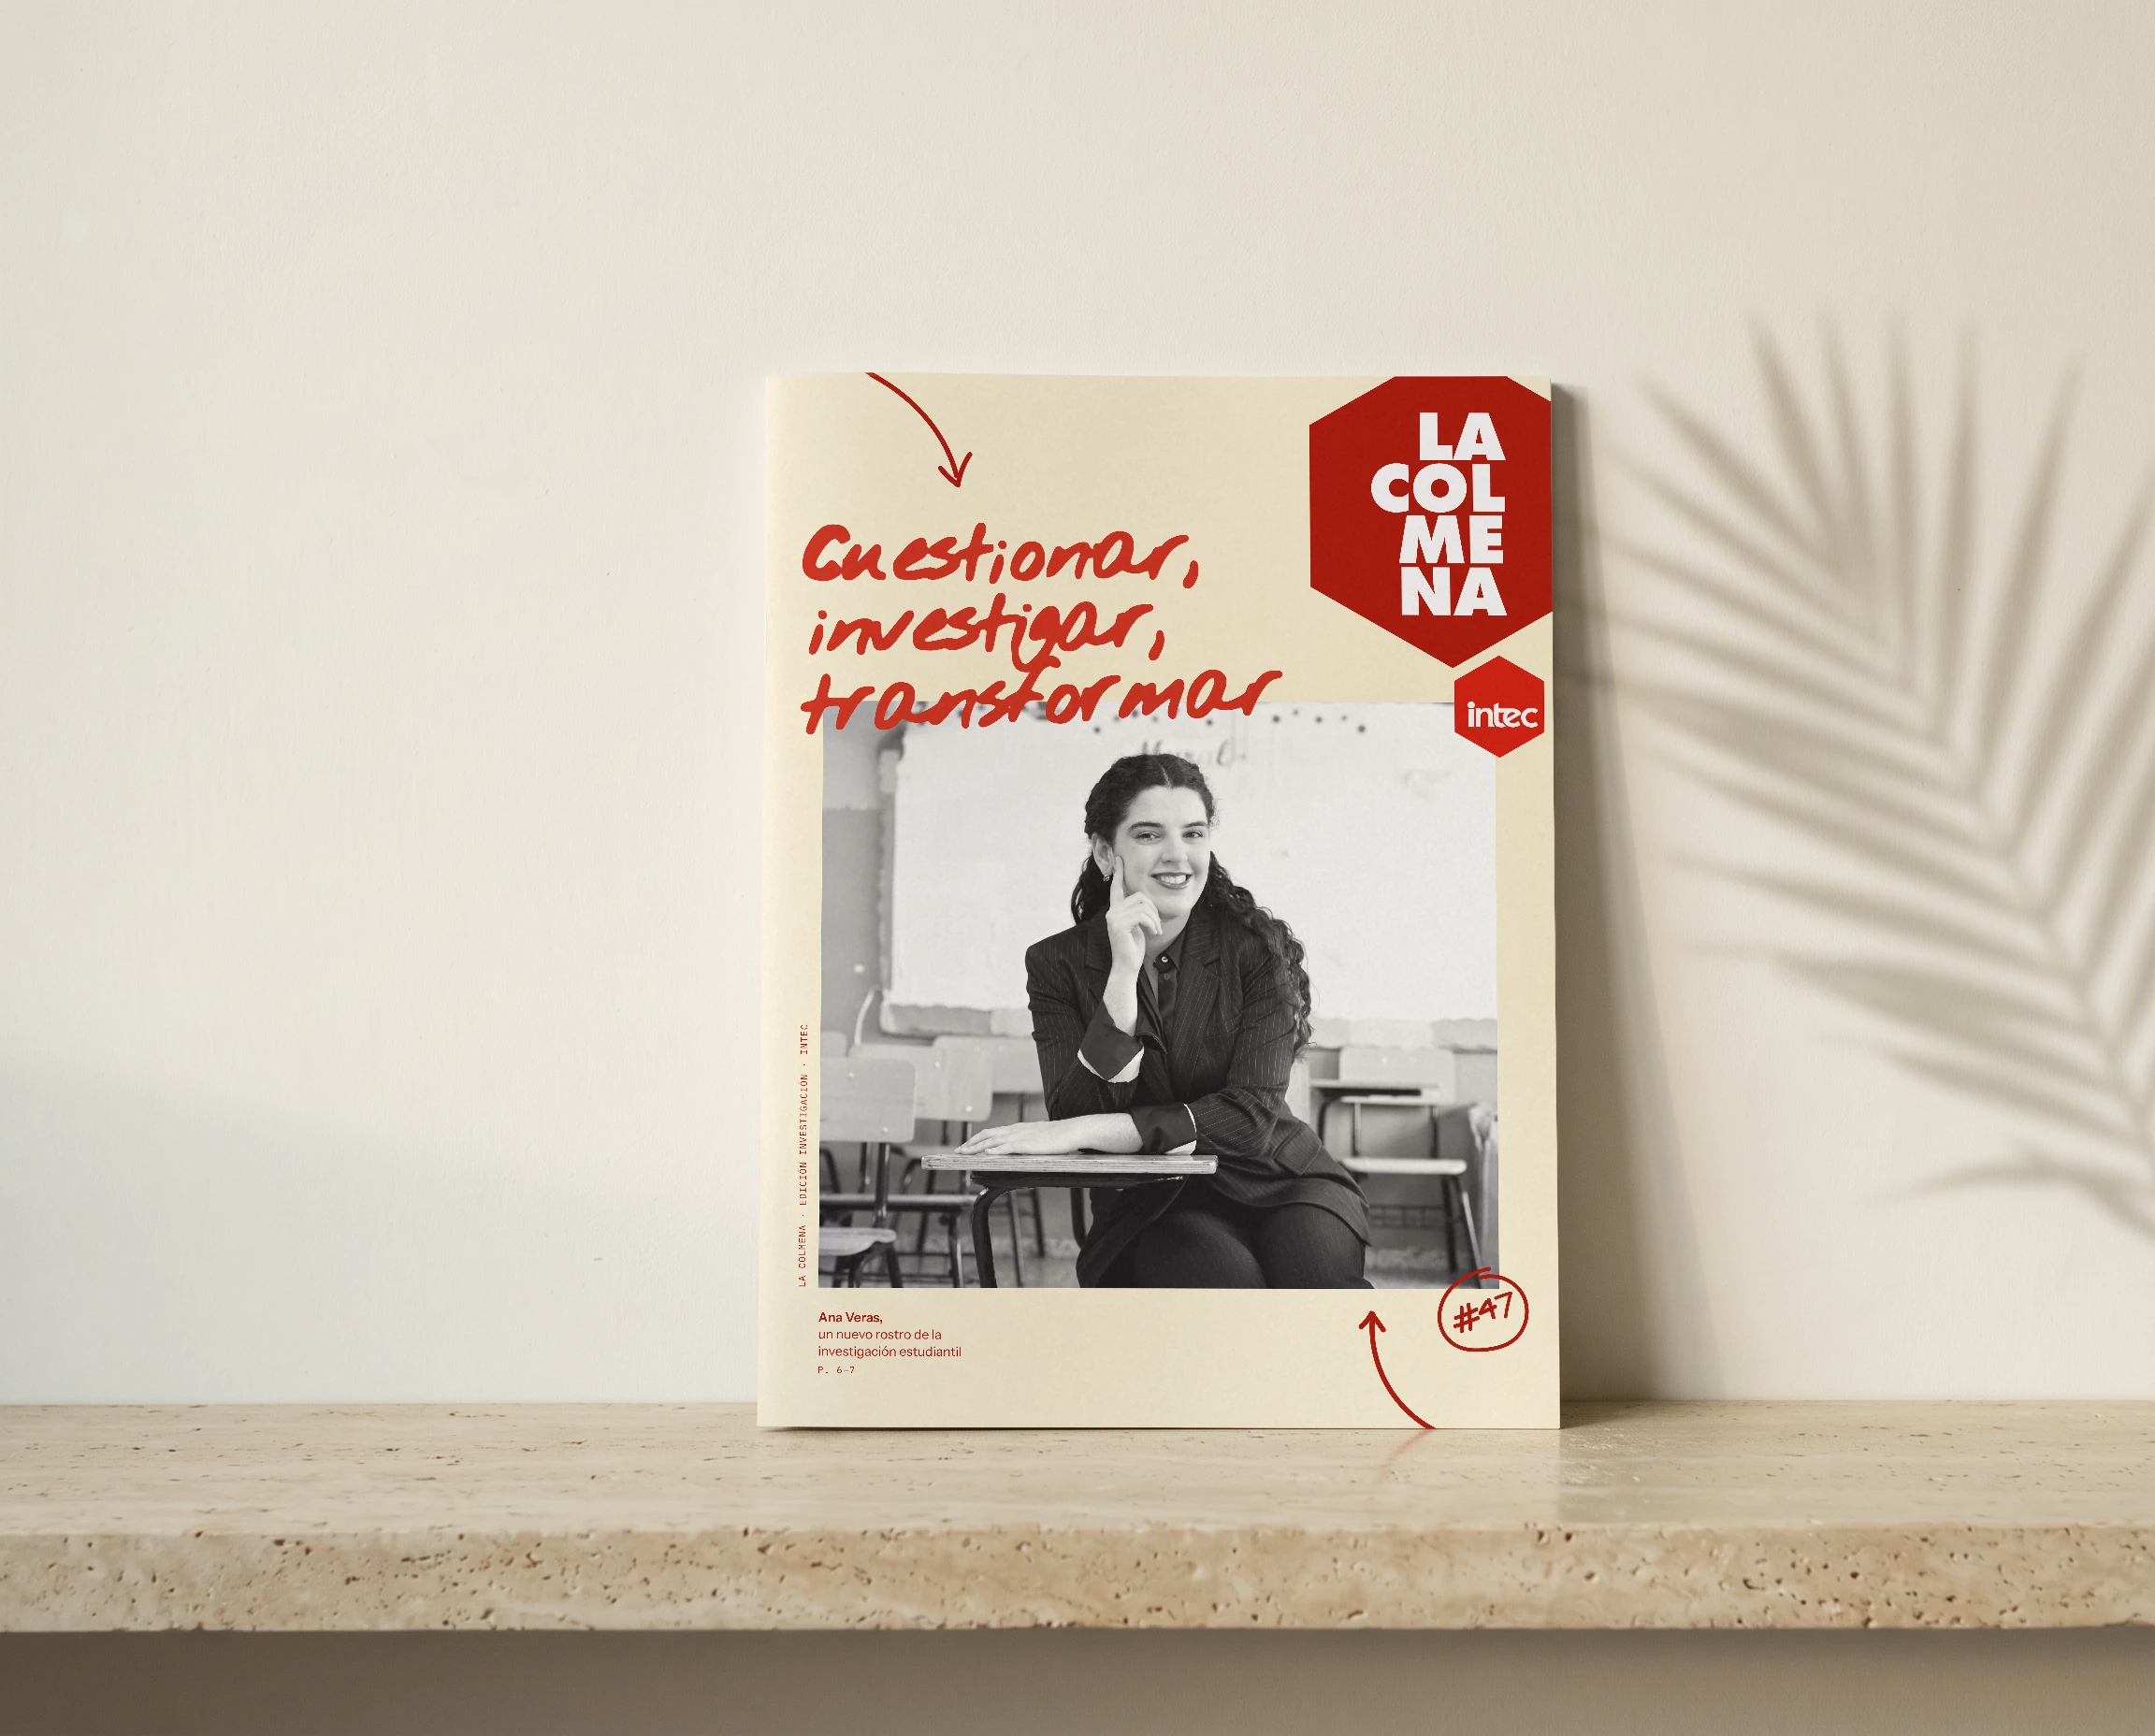 Cuestionar,
investigar,
transformar
LA
COL
ME
NA
intec
LA COLMENA · EDICIÓN INVESTIGACIÓN · INTEC
#47
Ana Veras,
un nuevo rostro de la
investigación estudiantil
P. 6-7